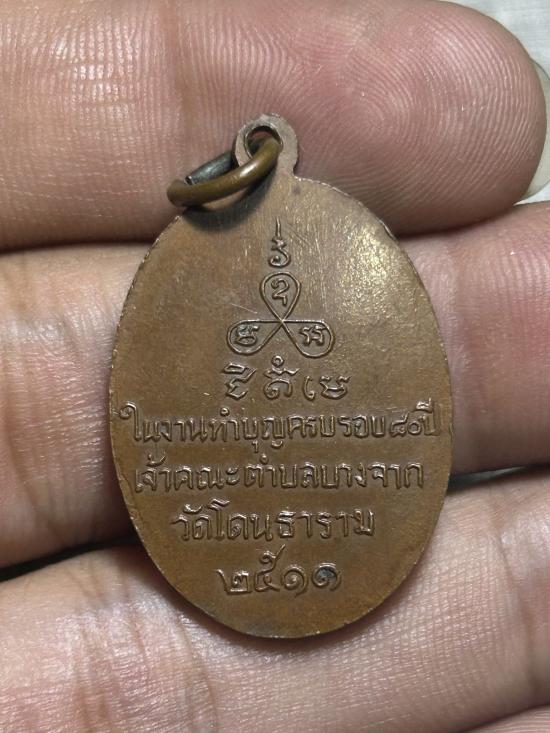 ในงานทำบุญครบรอบ๘๐ปี
เจ้าคณะตำบลบางจาก
วัดโดนธาราม
๒๕๑๑